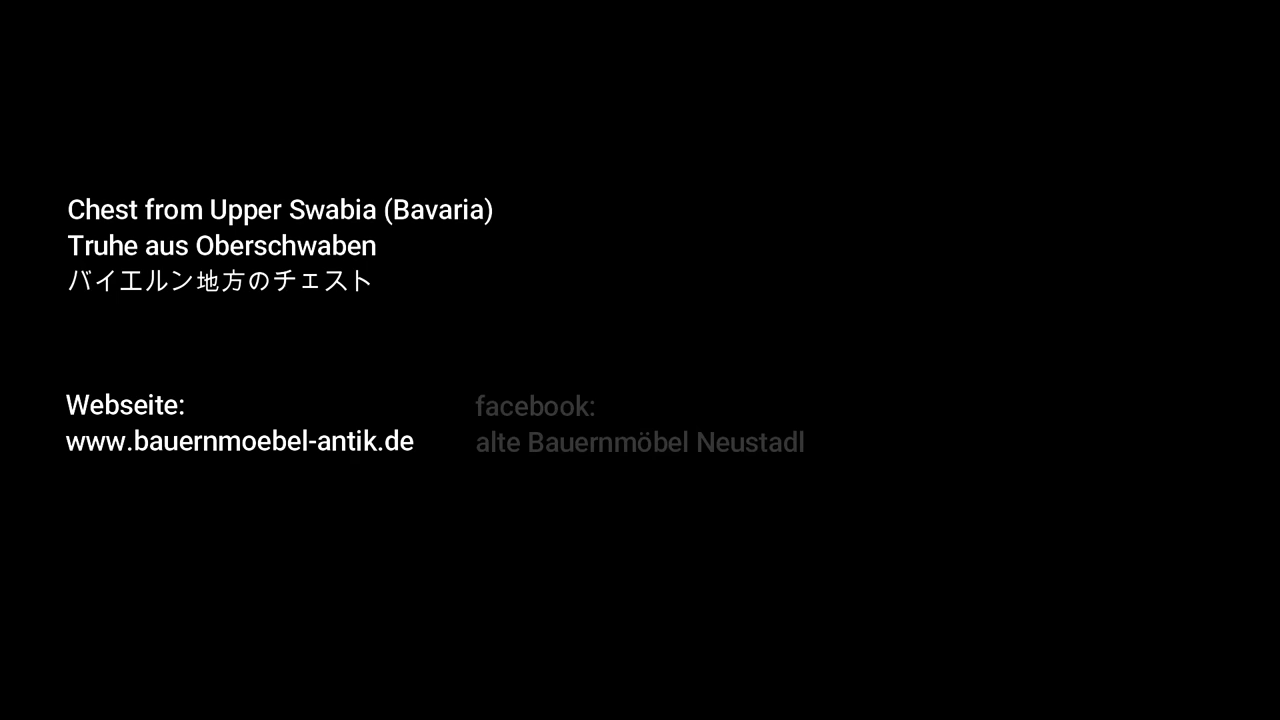 Chest from Upper Swabia (Bavaria)
Truhe aus Oberschwaben
バイエルン地方のチェスト
Webseite:
www.bauernmoebel-antik.de
facebook:
alte Bauernmöbel Neustadl